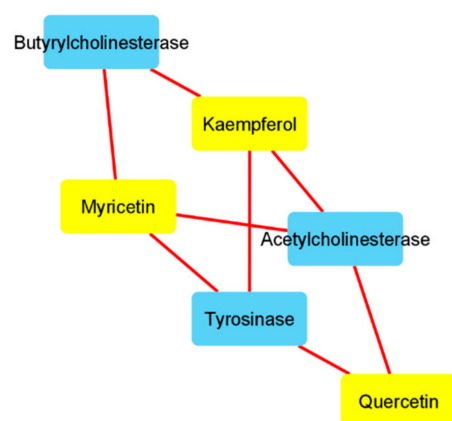 Butyrylcholinesterase
Kaempferol
Myricetin
Acetylcholinesterase
Tyrosinase
Quercetin